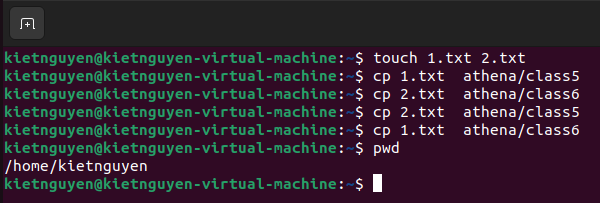 kietnguyen@kietnguyen-virtual-machine:~$ touch 1.txt 2.txt
kietnguyen@kietnguyen-virtual-machine:~$ cp 1.txt  athena/class5
kietnguyen@kietnguyen-virtual-machine:~$ cp 2.txt  athena/class6
kietnguyen@kietnguyen-virtual-machine:~$ cp 2.txt  athena/class5
kietnguyen@kietnguyen-virtual-machine:~$ cp 1.txt  athena/class6
kietnguyen@kietnguyen-virtual-machine:~$ pwd
/home/kietnguyen
kietnguyen@kietnguyen-virtual-machine:~$